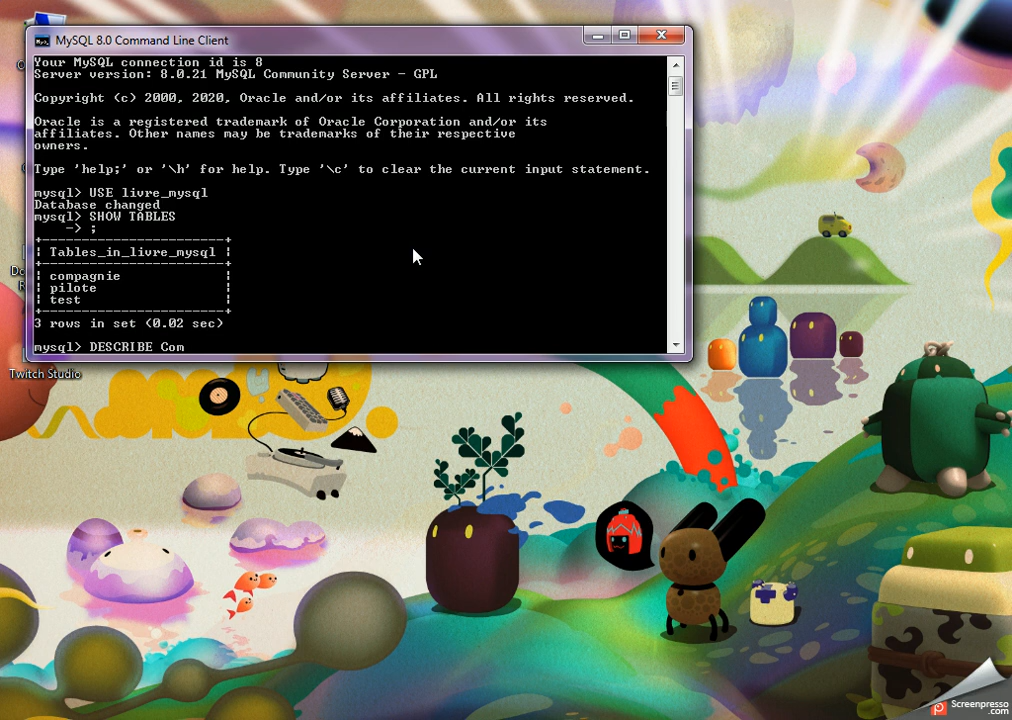 MySQL 8.0 Command Line Client
Your MySQL connection id is 8
Server version: 8.0.21 MySQL Community Server - GPL
Copyright (c) 2000, 2020, Oracle and/or its affiliates. All rights reserved.
Oracle is a registered trademark of Oracle Corporation and/or its
affiliates. Other names may be trademarks of their respective
owners.
Type 'help;' or '\h' for help. Type '\c' to clear the current input statement.
mysql> USE livre_mysql
Database changed
mysql> SHOW TABLES
-> ;
Tables_in_livre_mysql
compagnie
pilote
test
3 rows in set (0.02 sec)
mysql> DESCRIBE Com
Twitch Studio
Screenpresso
.com